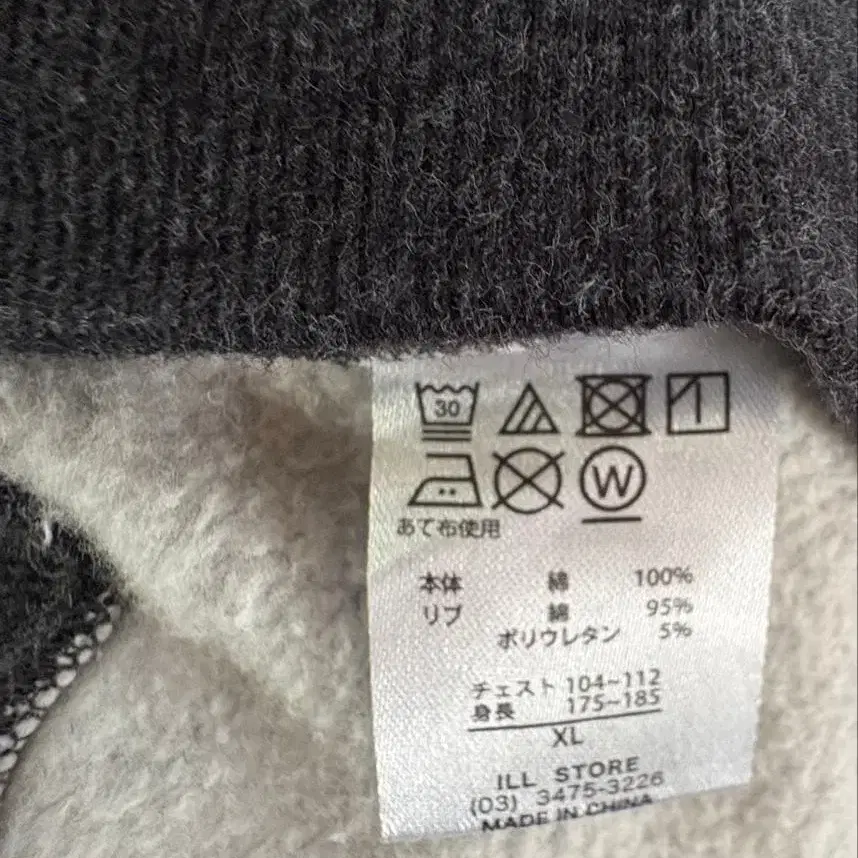 30
W
あて布使用
本体 綿 100%
リブ 綿 95%
ポリウレタン 5%
チェスト 104~112
身長 175~185
XL
ILL STORE
(03) 3475-3226
MADE IN CHINA